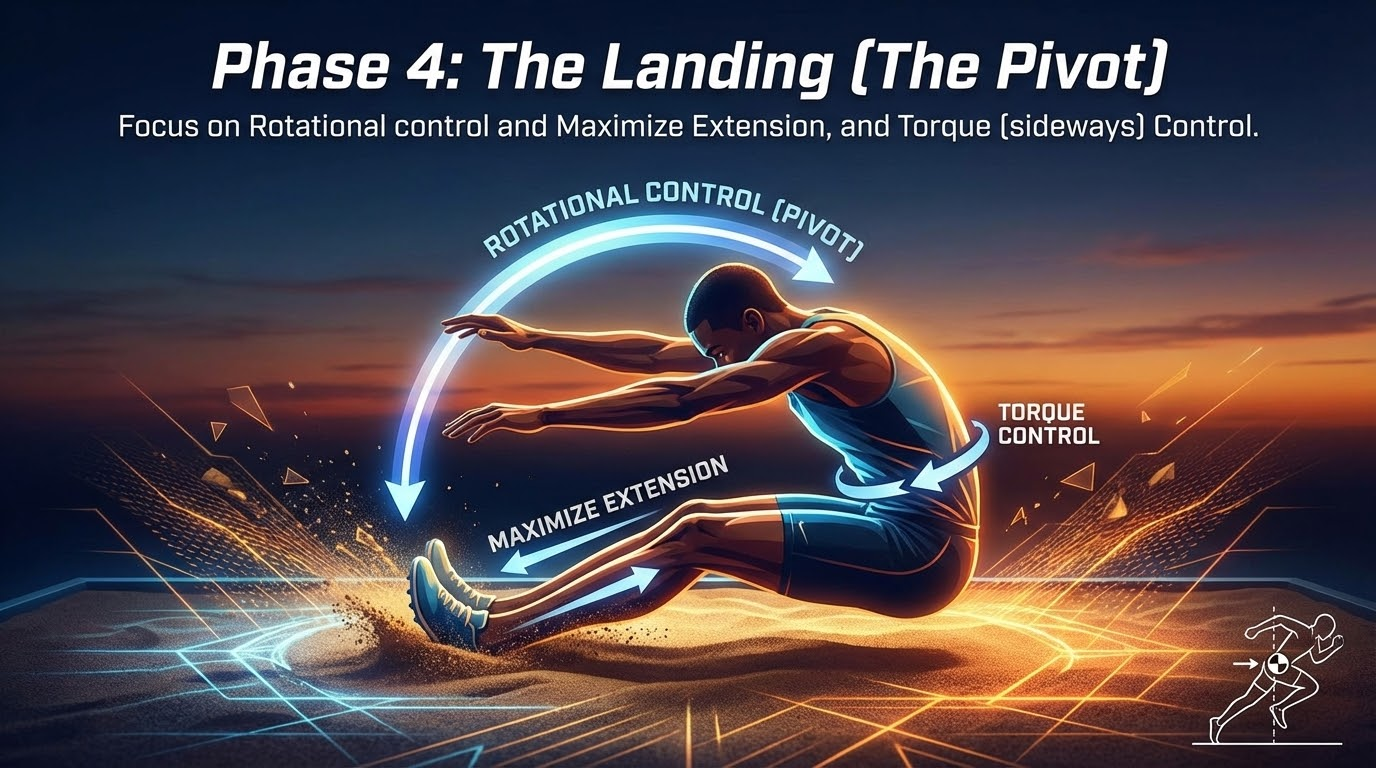 Phase 4: The Landing (The Pivot)
Focus on Rotational control and Maximize Extension, and Torque (sideways) Control.
ROTATIONAL CONTROL (PIVOT)
TORQUE
CONTROL
MAXIMIZE EXTENSION